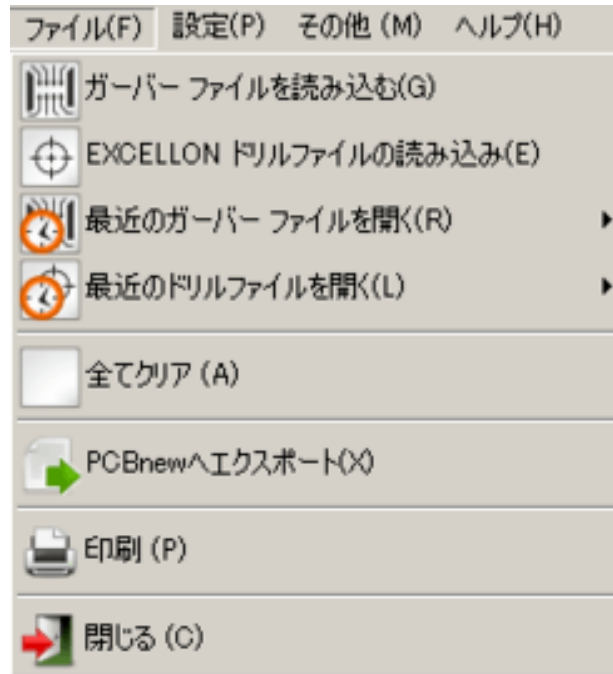 ファイル(F) 設定(P) その他 (M) ヘルプ(H)
ガーバー ファイルを読み込む(G)
EXCELLON ドリルファイルの読み込み(E)
最近のガーバー ファイルを開く(R)
最近のドリルファイルを開く(L)
全てクリア (A)
PCBnewへエクスポート(X)
印刷 (P)
閉じる (C)